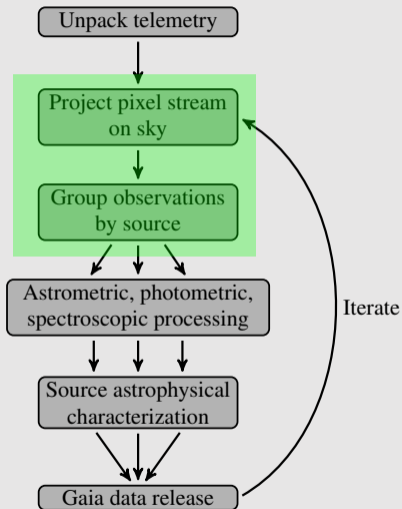 Unpack telemetry
Project pixel stream
on sky
Group observations
by source
Astrometric, photometric,
spectroscopic processing
Iterate
Source astrophysical
characterization
Gaia data release